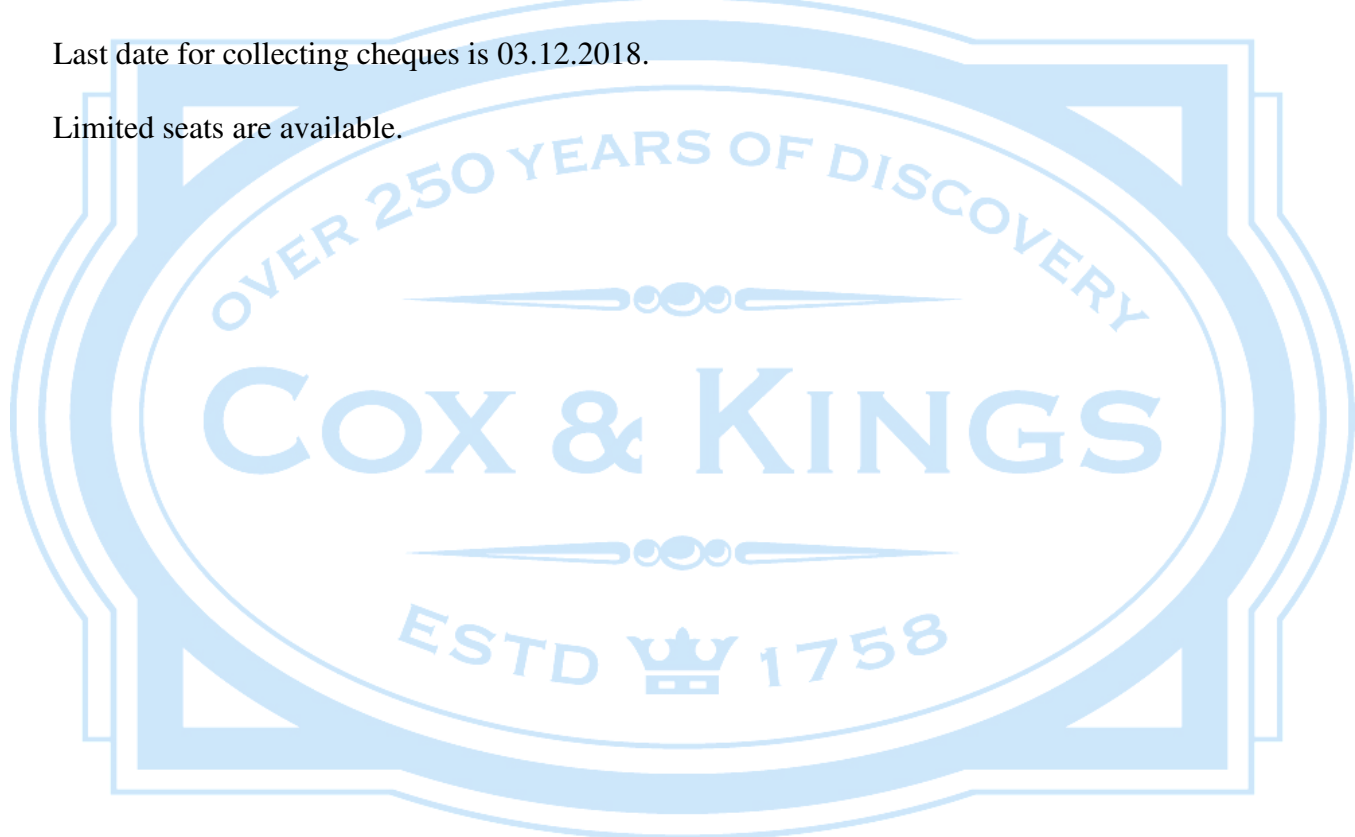 Last date for collecting cheques is 03.12.2018.
Limited seats are available.
OVER 250 YEARS OF DISCOVERY
COX & KINGS
ESTD 1758